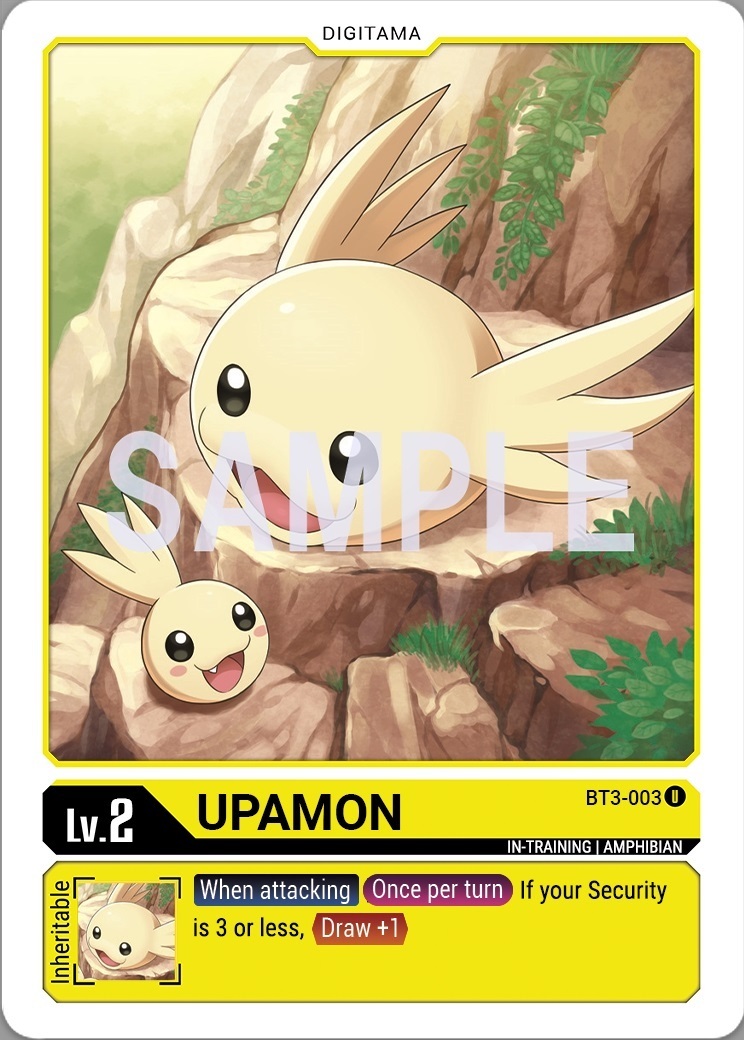 DIGITAMA
SAMPLE
Lv.2
UPAMON
BT3-003 U
IN-TRAINING | AMPHIBIAN
Inheritable
When attacking Once per turn If your Security
is 3 or less, Draw +1